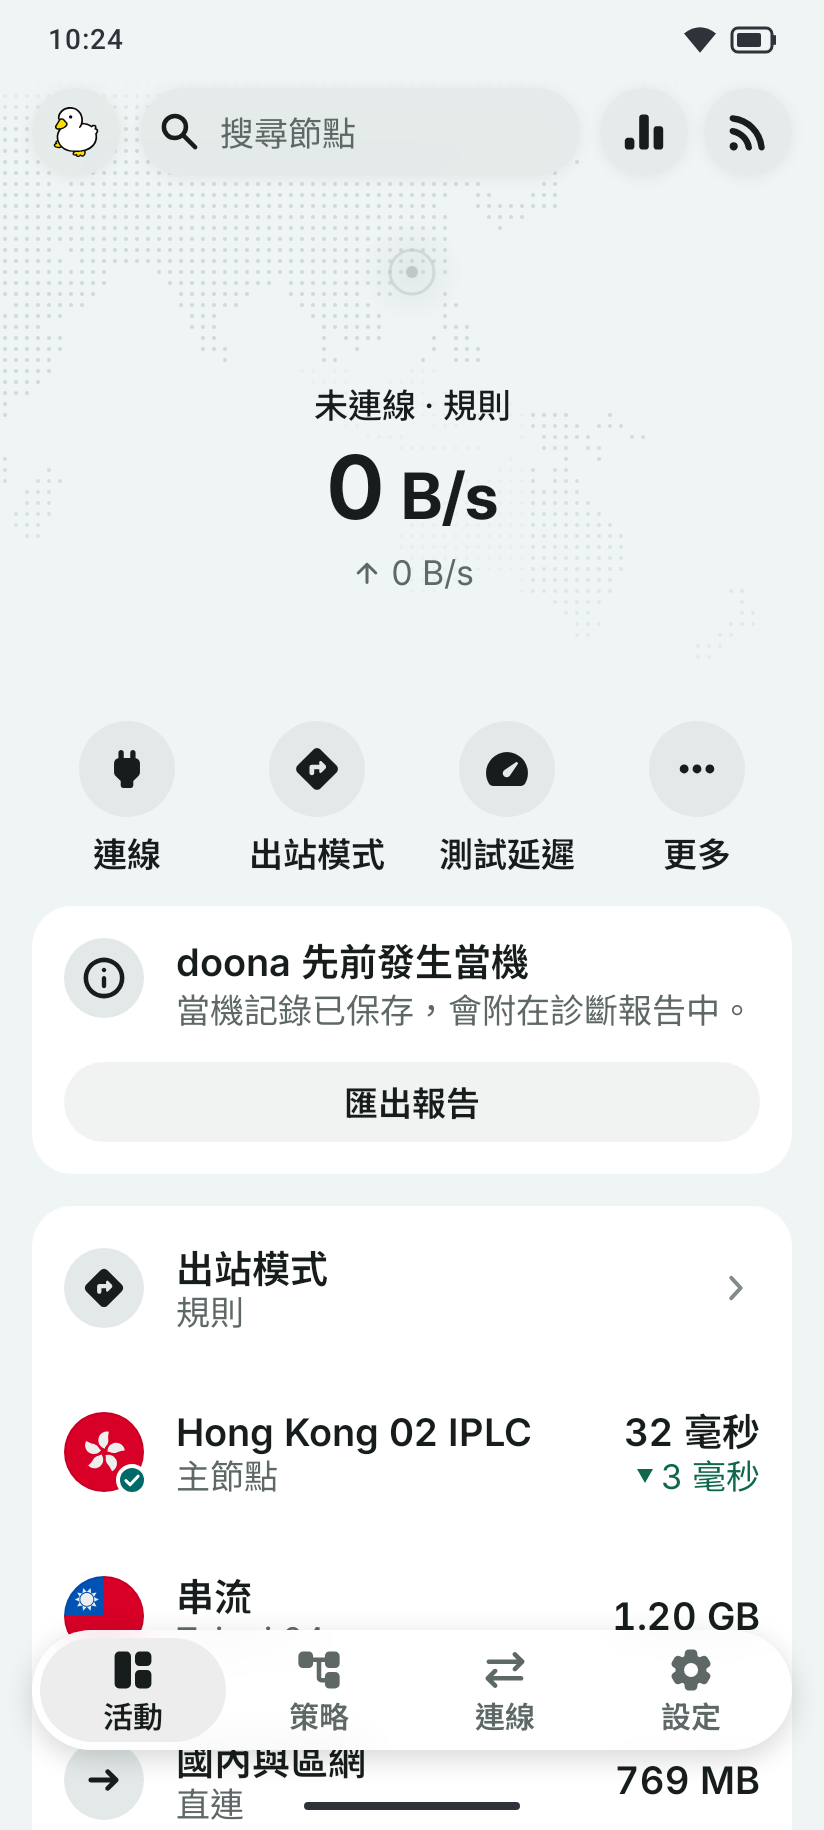 10:24
搜尋節點
未連線 · 規則
0 B/s
↑ 0 B/s
連線
出站模式
測試延遲
更多
doona 先前發生當機
當機記錄已保存，會附在診斷報告中。
匯出報告
出站模式
規則
Hong Kong 02 IPLC
32 毫秒
主節點
▼3 毫秒
串流
1.20 GB
活動
策略
連線
設定
國內與區網
769 MB
直連